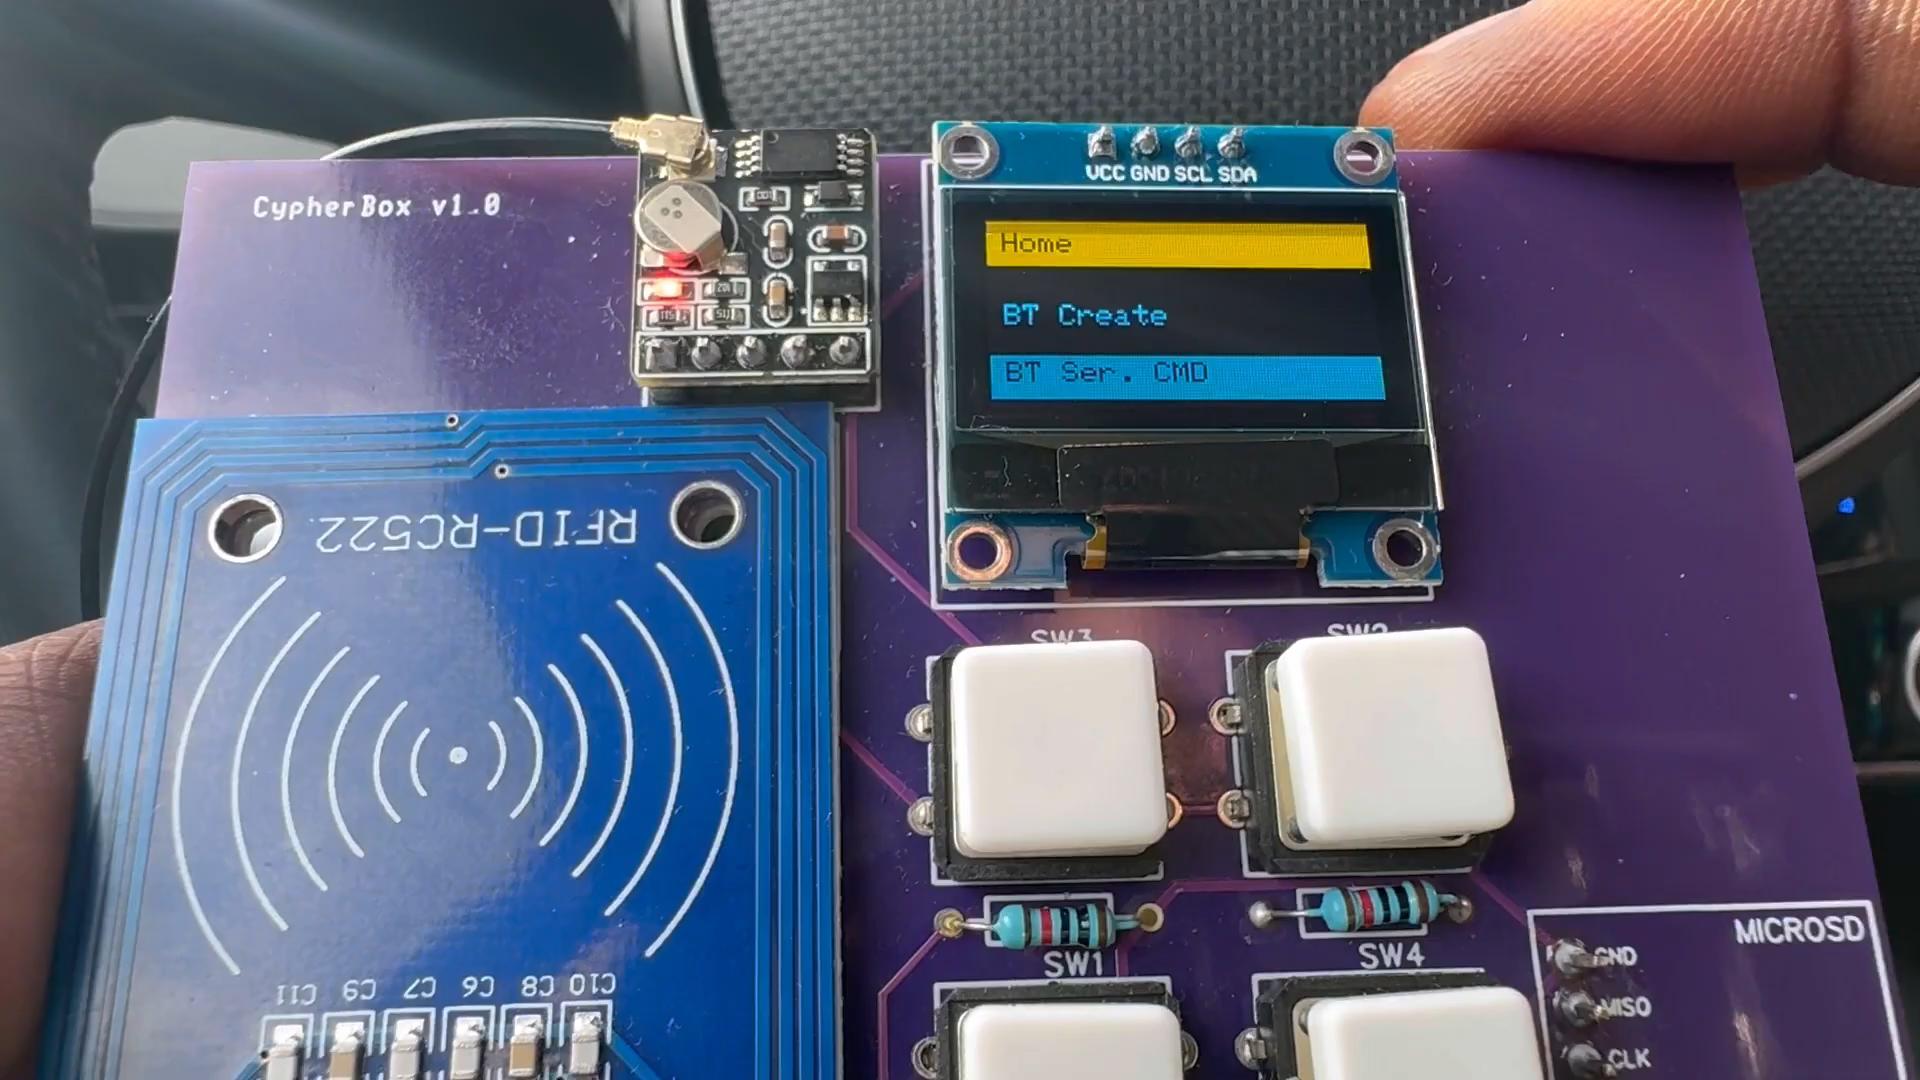 CypherBox v1.0
VCC GND SCL SDA
Home
BT Create
BT Ser. CMD
RFID-RC522
SW3
SW2
SW1
SW4
MICROSD
GND
MISO
CLK
C11 C9 C7 C6 C8 C10